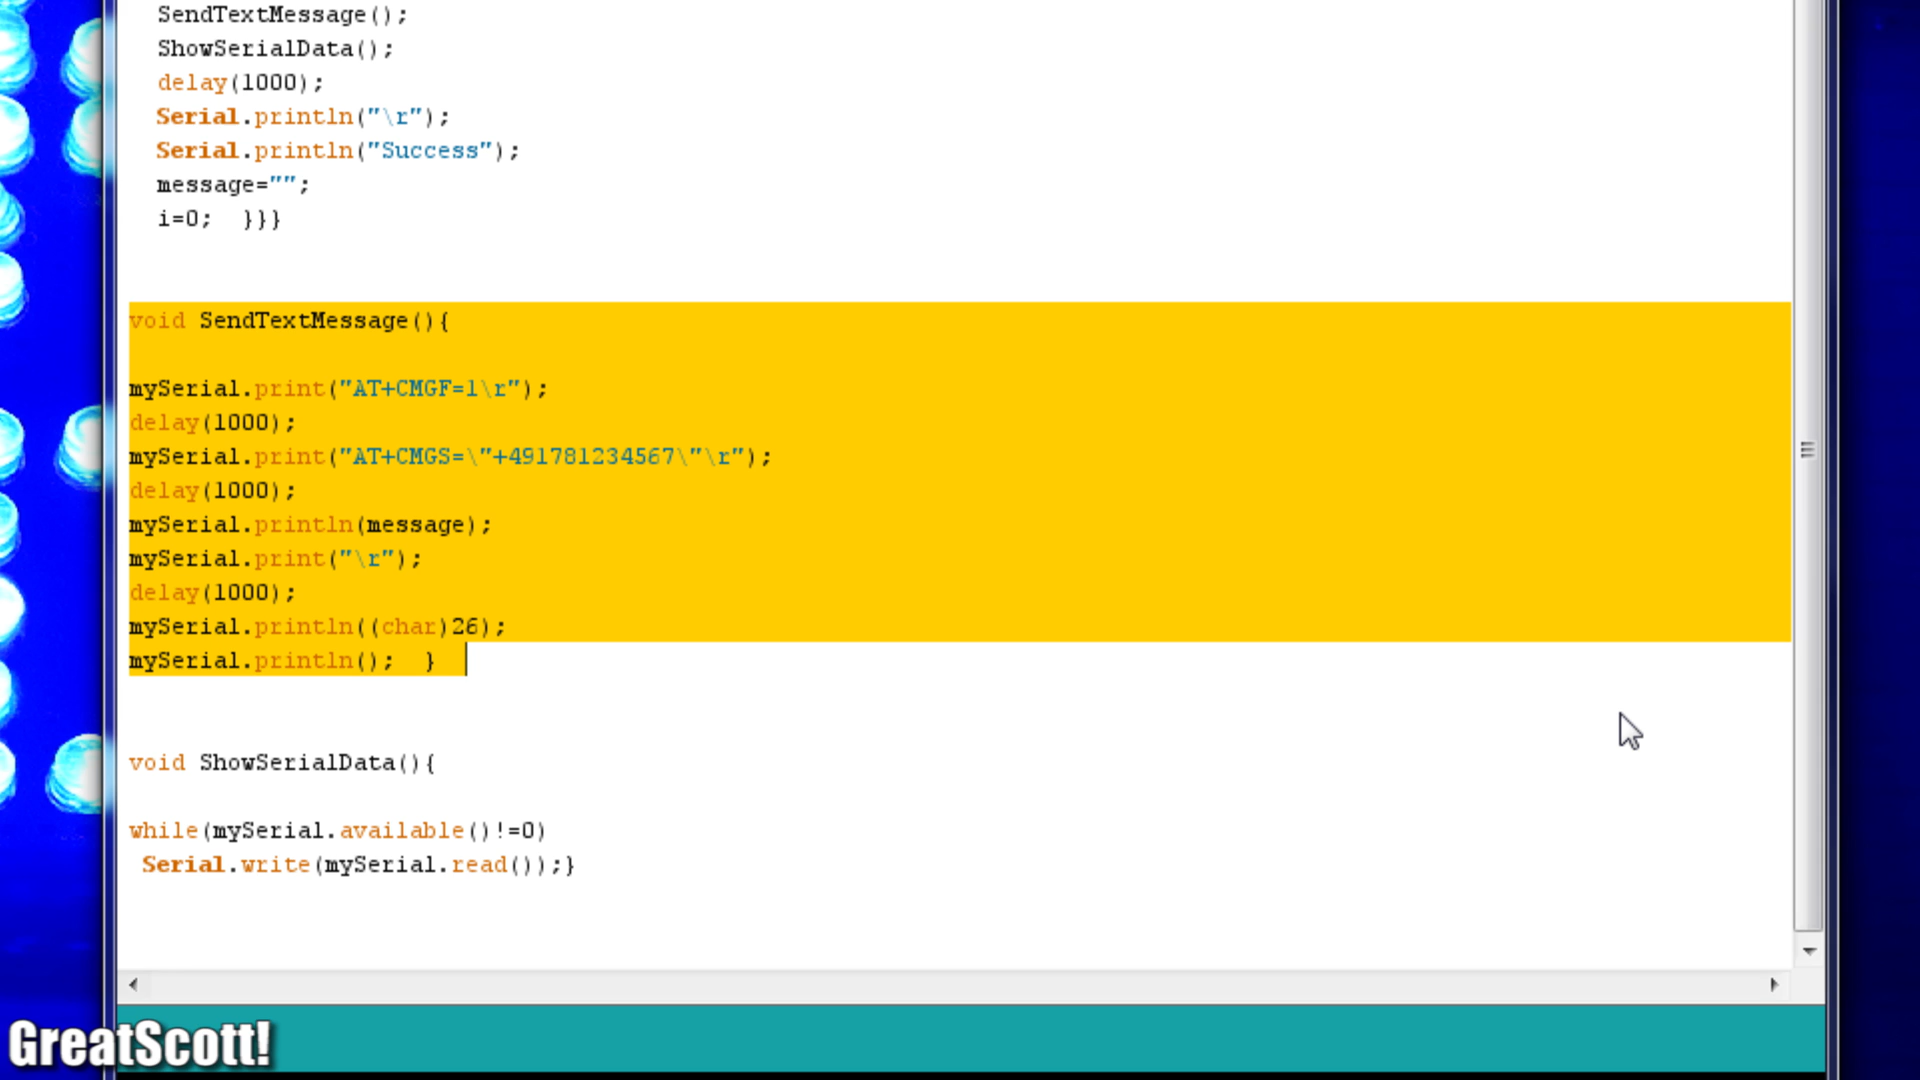 SendTextMessage();
ShowSerialData();
delay(1000);
Serial.println("\r");
Serial.println("Success");
message="";
i=0;  }}}
void SendTextMessage(){
mySerial.print("AT+CMGF=1\r");
delay(1000);
mySerial.print("AT+CMGS=\"+491781234567\"\r");
delay(1000);
mySerial.println(message);
mySerial.print("\r");
delay(1000);
mySerial.println((char)26);
mySerial.println();  }
void ShowSerialData(){
while(mySerial.available()!=0)
Serial.write(mySerial.read());}
GreatScott!